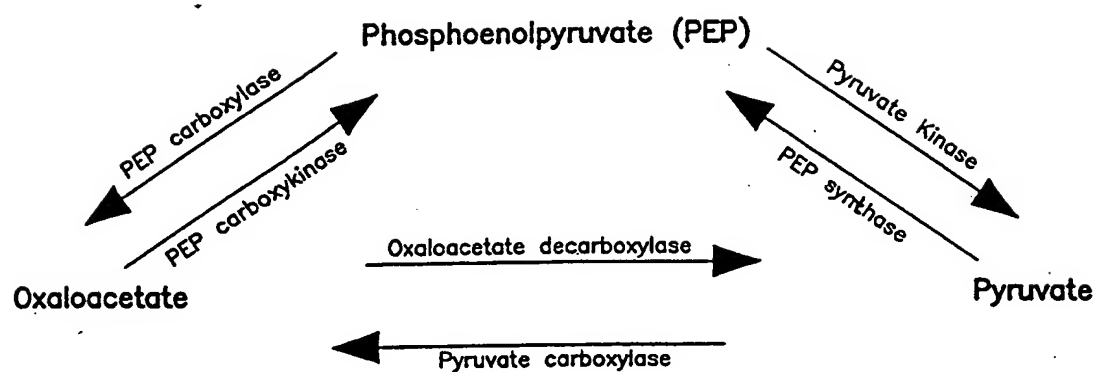 Phosphoenolpyruvate (PEP)
PEP carboxylase
PEP carboxykinase
Pyruvate Kinase
PEP synthase
Oxaloacetate decarboxylase
Oxaloacetate
Pyruvate
Pyruvate carboxylase